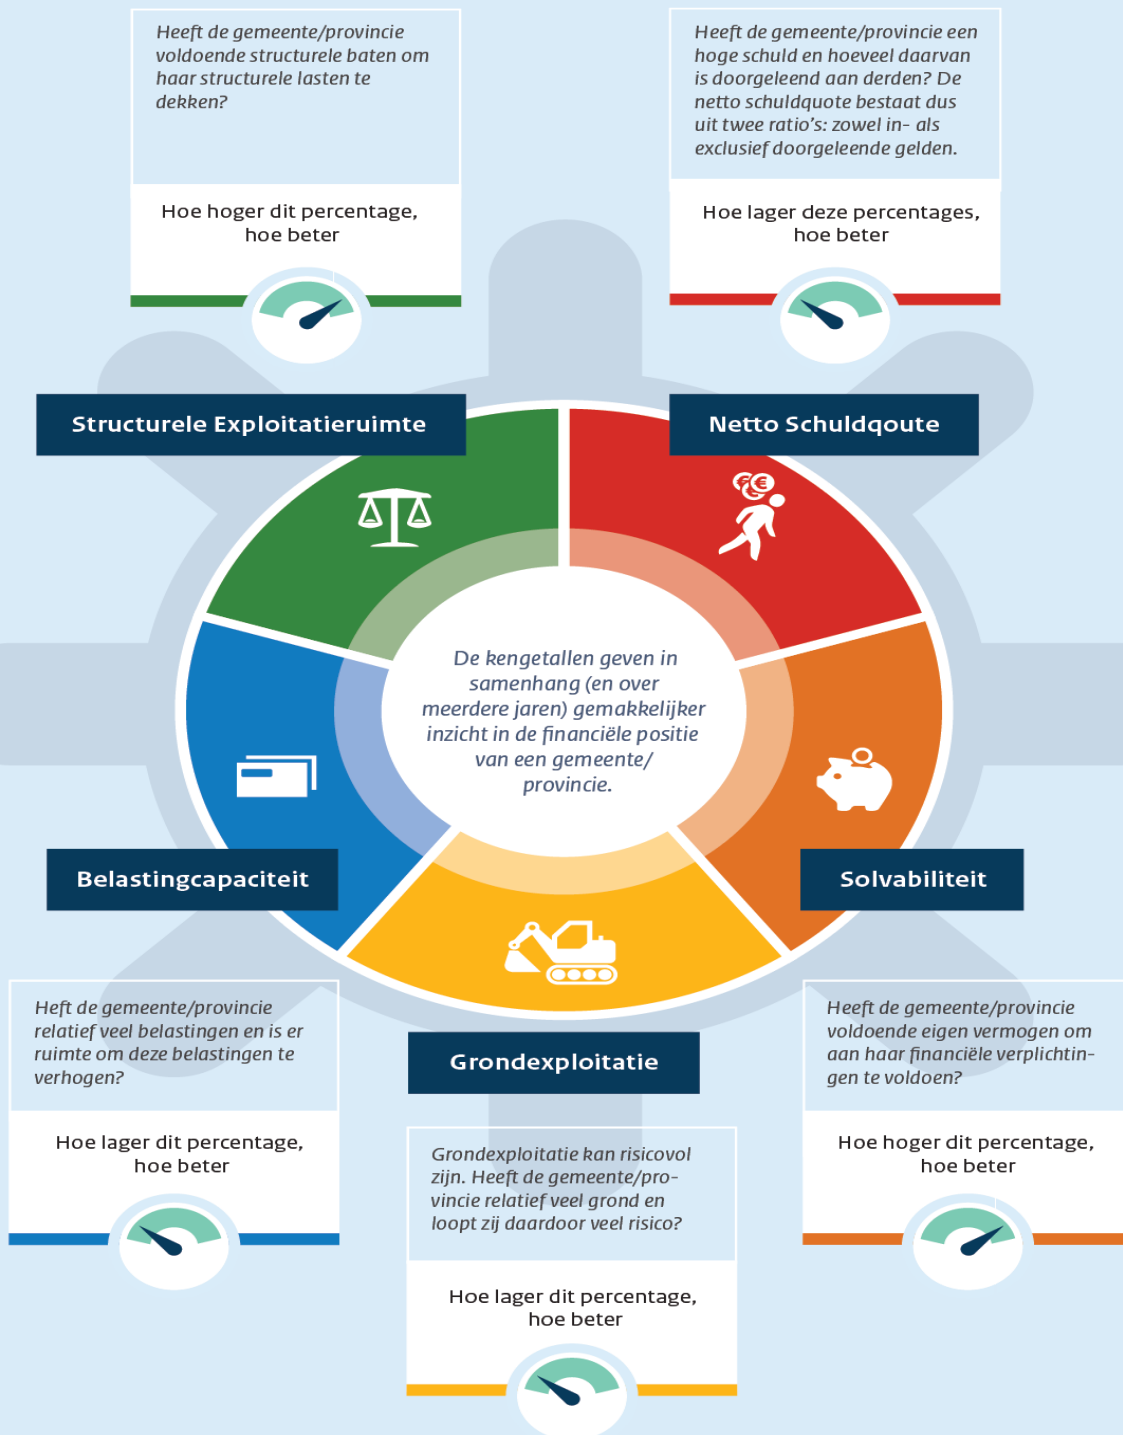 Heeft de gemeente/provincie
voldoende structurele baten om
haar structurele lasten te
dekken?
Hoe hoger dit percentage,
hoe beter
Heeft de gemeente/provincie een
hoge schuld en hoeveel daarvan
is doorgeleend aan derden? De
netto schuldquote bestaat dus
uit twee ratio's: zowel in- als
exclusief doorgeleende gelden.
Hoe lager deze percentages,
hoe beter
Structurele Exploitatieruimte
Netto Schuldqoute
€ € €
De kengetallen geven in
samenhang (en over
meerdere jaren) gemakkelijker
inzicht in de financiële positie
van een gemeente/
provincie.
Belastingcapaciteit
Solvabiliteit
Grondexploitatie
Heft de gemeente/provincie
relatief veel belastingen en is er
ruimte om deze belastingen te
verhogen?
Hoe lager dit percentage,
hoe beter
Grondexploitatie kan risicovol
zijn. Heeft de gemeente/pro-
vincie relatief veel grond en
loopt zij daardoor veel risico?
Hoe lager dit percentage,
hoe beter
Heeft de gemeente/provincie
voldoende eigen vermogen om
aan haar financiële verplichtin-
gen te voldoen?
Hoe hoger dit percentage,
hoe beter